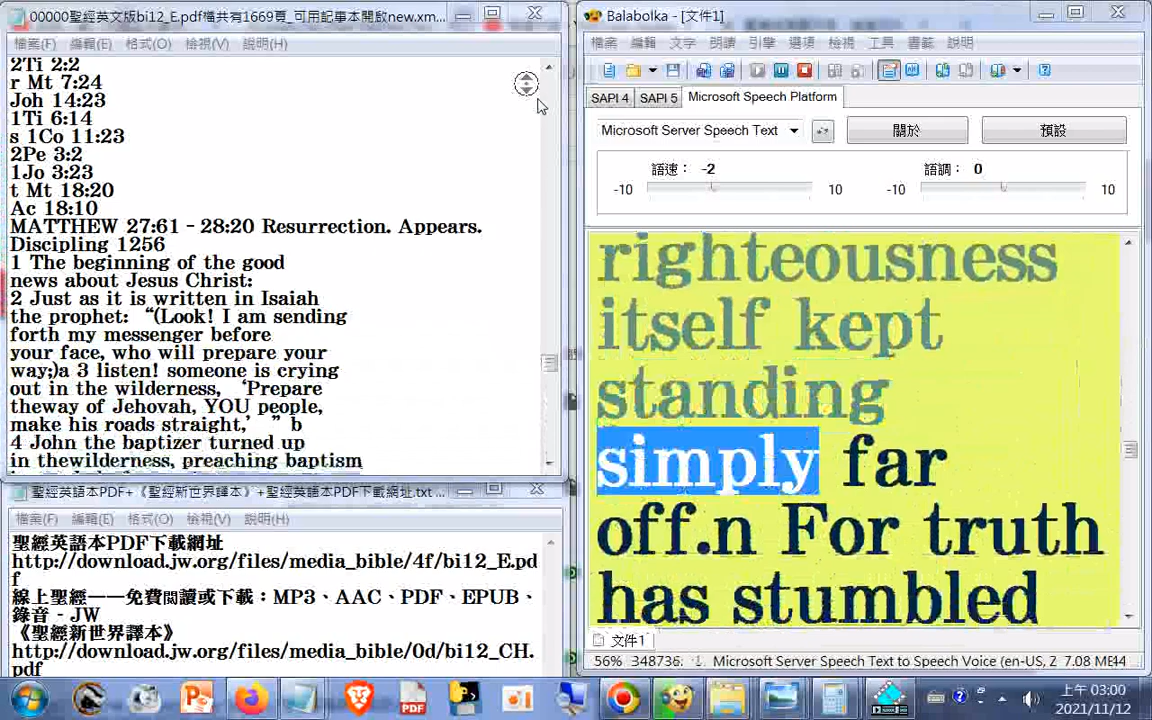 00000聖經英文版bi12_E.pdf檔共有1669頁_可用記事本開啟new.xm...
檔案(F) 編輯(E) 格式(O) 檢視(V) 說明(H)
2Ti 2:2
r Mt 7:24
Joh 14:23
1Ti 6:14
s 1Co 11:23
2Pe 3:2
1Jo 3:23
t Mt 18:20
Ac 18:10
MATTHEW 27:61 - 28:20 Resurrection. Appears.
Discipling 1256
1 The beginning of the good
news about Jesus Christ:
2 Just as it is written in Isaiah
the prophet: “(Look! I am sending
forth my messenger before
your face, who will prepare your
way;)a 3 listen! someone is crying
out in the wilderness, ‘Prepare
theway of Jehovah, YOU people,
make his roads straight,’ ” b
4 John the baptizer turned up
in thewilderness, preaching baptism
聖經英語本PDF+《聖經新世界譯本》+聖經英語本PDF下載網址.txt ...
檔案(F) 編輯(E) 格式(O) 檢視(V) 說明(H)
聖經英語本PDF下載網址
http://download.jw.org/files/media_bible/4f/bi12_E.pd
f
線上聖經——免費閱讀或下載：MP3、AAC、PDF、EPUB、
錄音 - JW
《聖經新世界譯本》
http://download.jw.org/files/media_bible/0d/bi12_CH.
pdf
Balabolka - [文件1]
檔案 編輯 文字 朗讀 引擎 選項 檢視 工具 書籤 說明
SAPI 4 SAPI 5 Microsoft Speech Platform
Microsoft Server Speech Text 關於 預設
語速： -2 語調： 0
-10 10 -10 10
righteousness
itself kept
standing
simply far
off.n For truth
has stumbled
文件1
56% 348736. 1. Microsoft Server Speech Text to Speech Voice (en-US, Z 7.08 ME44
PDF
上午 03:00
2021/11/12